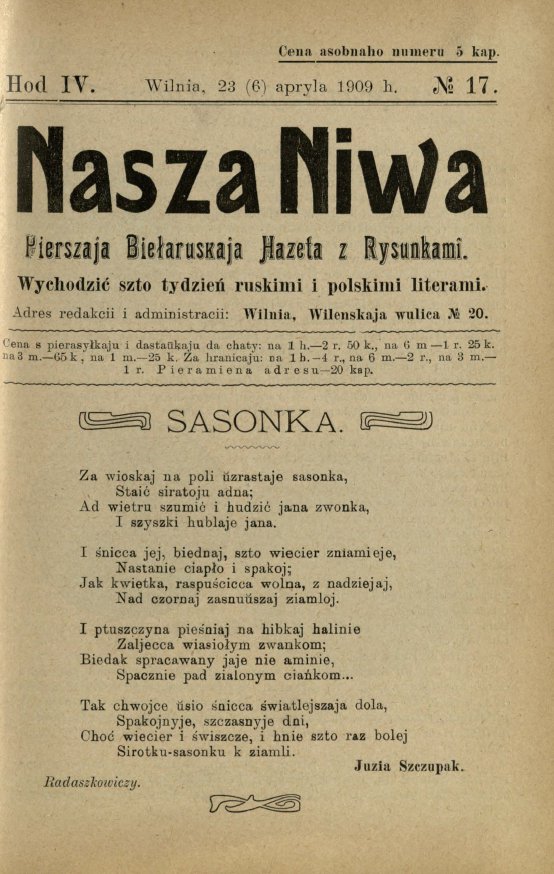 Cena asobnaho numeru 5 kap.
Hod IV. Wilnia, 23 (6) apryla 1909 h. № 17.
Nasza Niwa
Pierszaja Biełaruskaja Hazeta z Rysunkami.
Wychodzić szto tydzień ruskimi i polskimi literami.
Adres redakcii i administracii: Wilnia, Wilenskaja wulica № 20.
Cena s pierasyłkaju i dastaŭkaju da chaty: na 1 h.—2 r. 50 k., na 6 m—1 r. 25 k.
na 3 m.—65 k, na 1 m.—25 k. Za hranicaju: na 1 h.—4 r., na 6 m.—2 r., na 3 m.—
1 r. Pieramiena adresu—20 kap.
SASONKA.
Za wioskaj na poli ŭzrastaje sasonka,
Staić siratoju adna;
Ad wietru szumić i hudzić jana zwonka,
I szyszki hublaje jana.
I śnicca jej, biednaj, szto wiecier zniamieje,
Nastanie ciapło i spakoj;
Jak kwietka, raspuścicca wolna, z nadziejaj,
Nad czornaj zasnuŭszaj ziamloj.
I ptuszczyna pieśniaj na hibkaj halinie
Zaljecca wiasiołym zwankom;
Biedak spracawany jaje nie aminie,
Spacznie pad zialonym ciańkom...
Tak chwojce ŭsio śnicca światlejszaja dola,
Spakojnyje, szczasnyje dni,
Choć wiecier i świszcze, i hnie szto raz bolej
Sirotku-sasonku k ziamli.
Juzia Szczupak.
Radaszkowiczy.